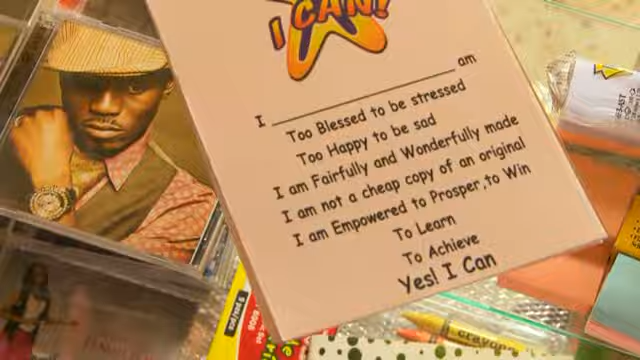 I CAN!
I ____________ am
Too Blessed to be stressed
Too Happy to be sad
I am Fairfully and Wonderfully made
I am not a cheap copy of an original
I am Empowered to Prosper, to Win
To Learn
To Achieve
Yes! I Can
crayons